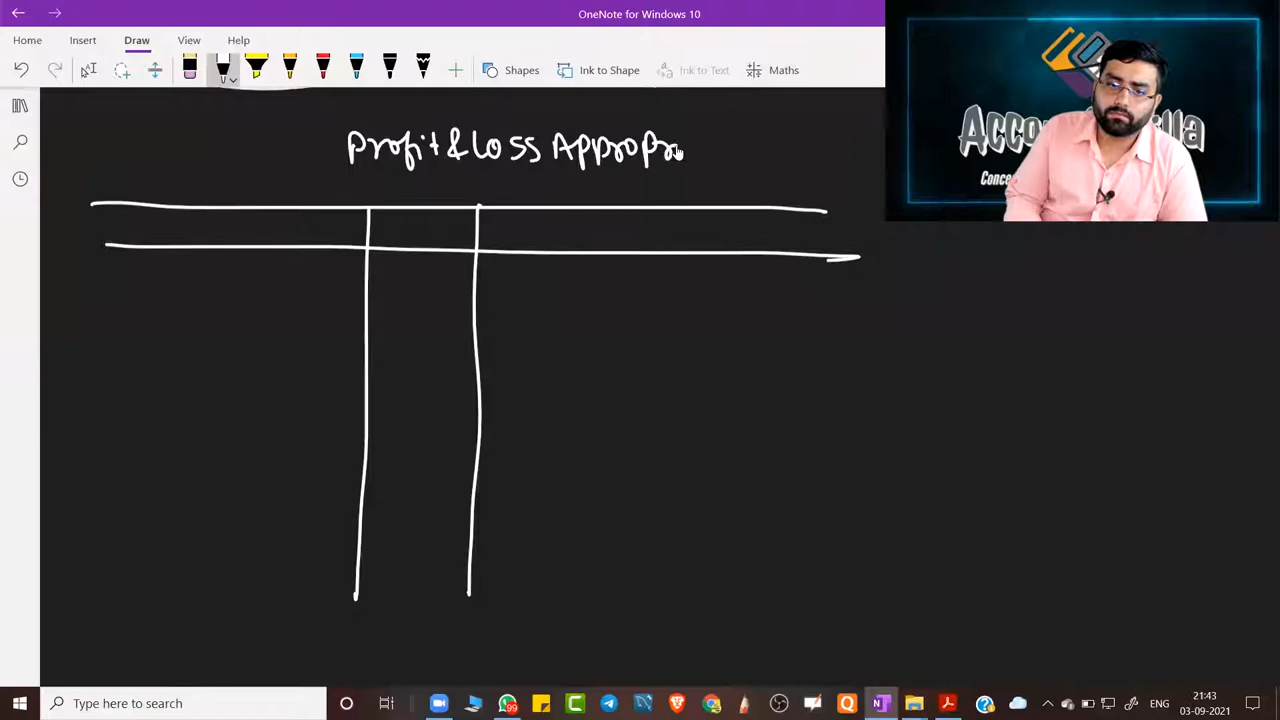 OneNote for Windows 10
Home Insert Draw View Help
Shapes Ink to Shape Ink to Text Maths
Profit & Loss Appropr
Type here to search
99
ENG
21:43
03-09-2021